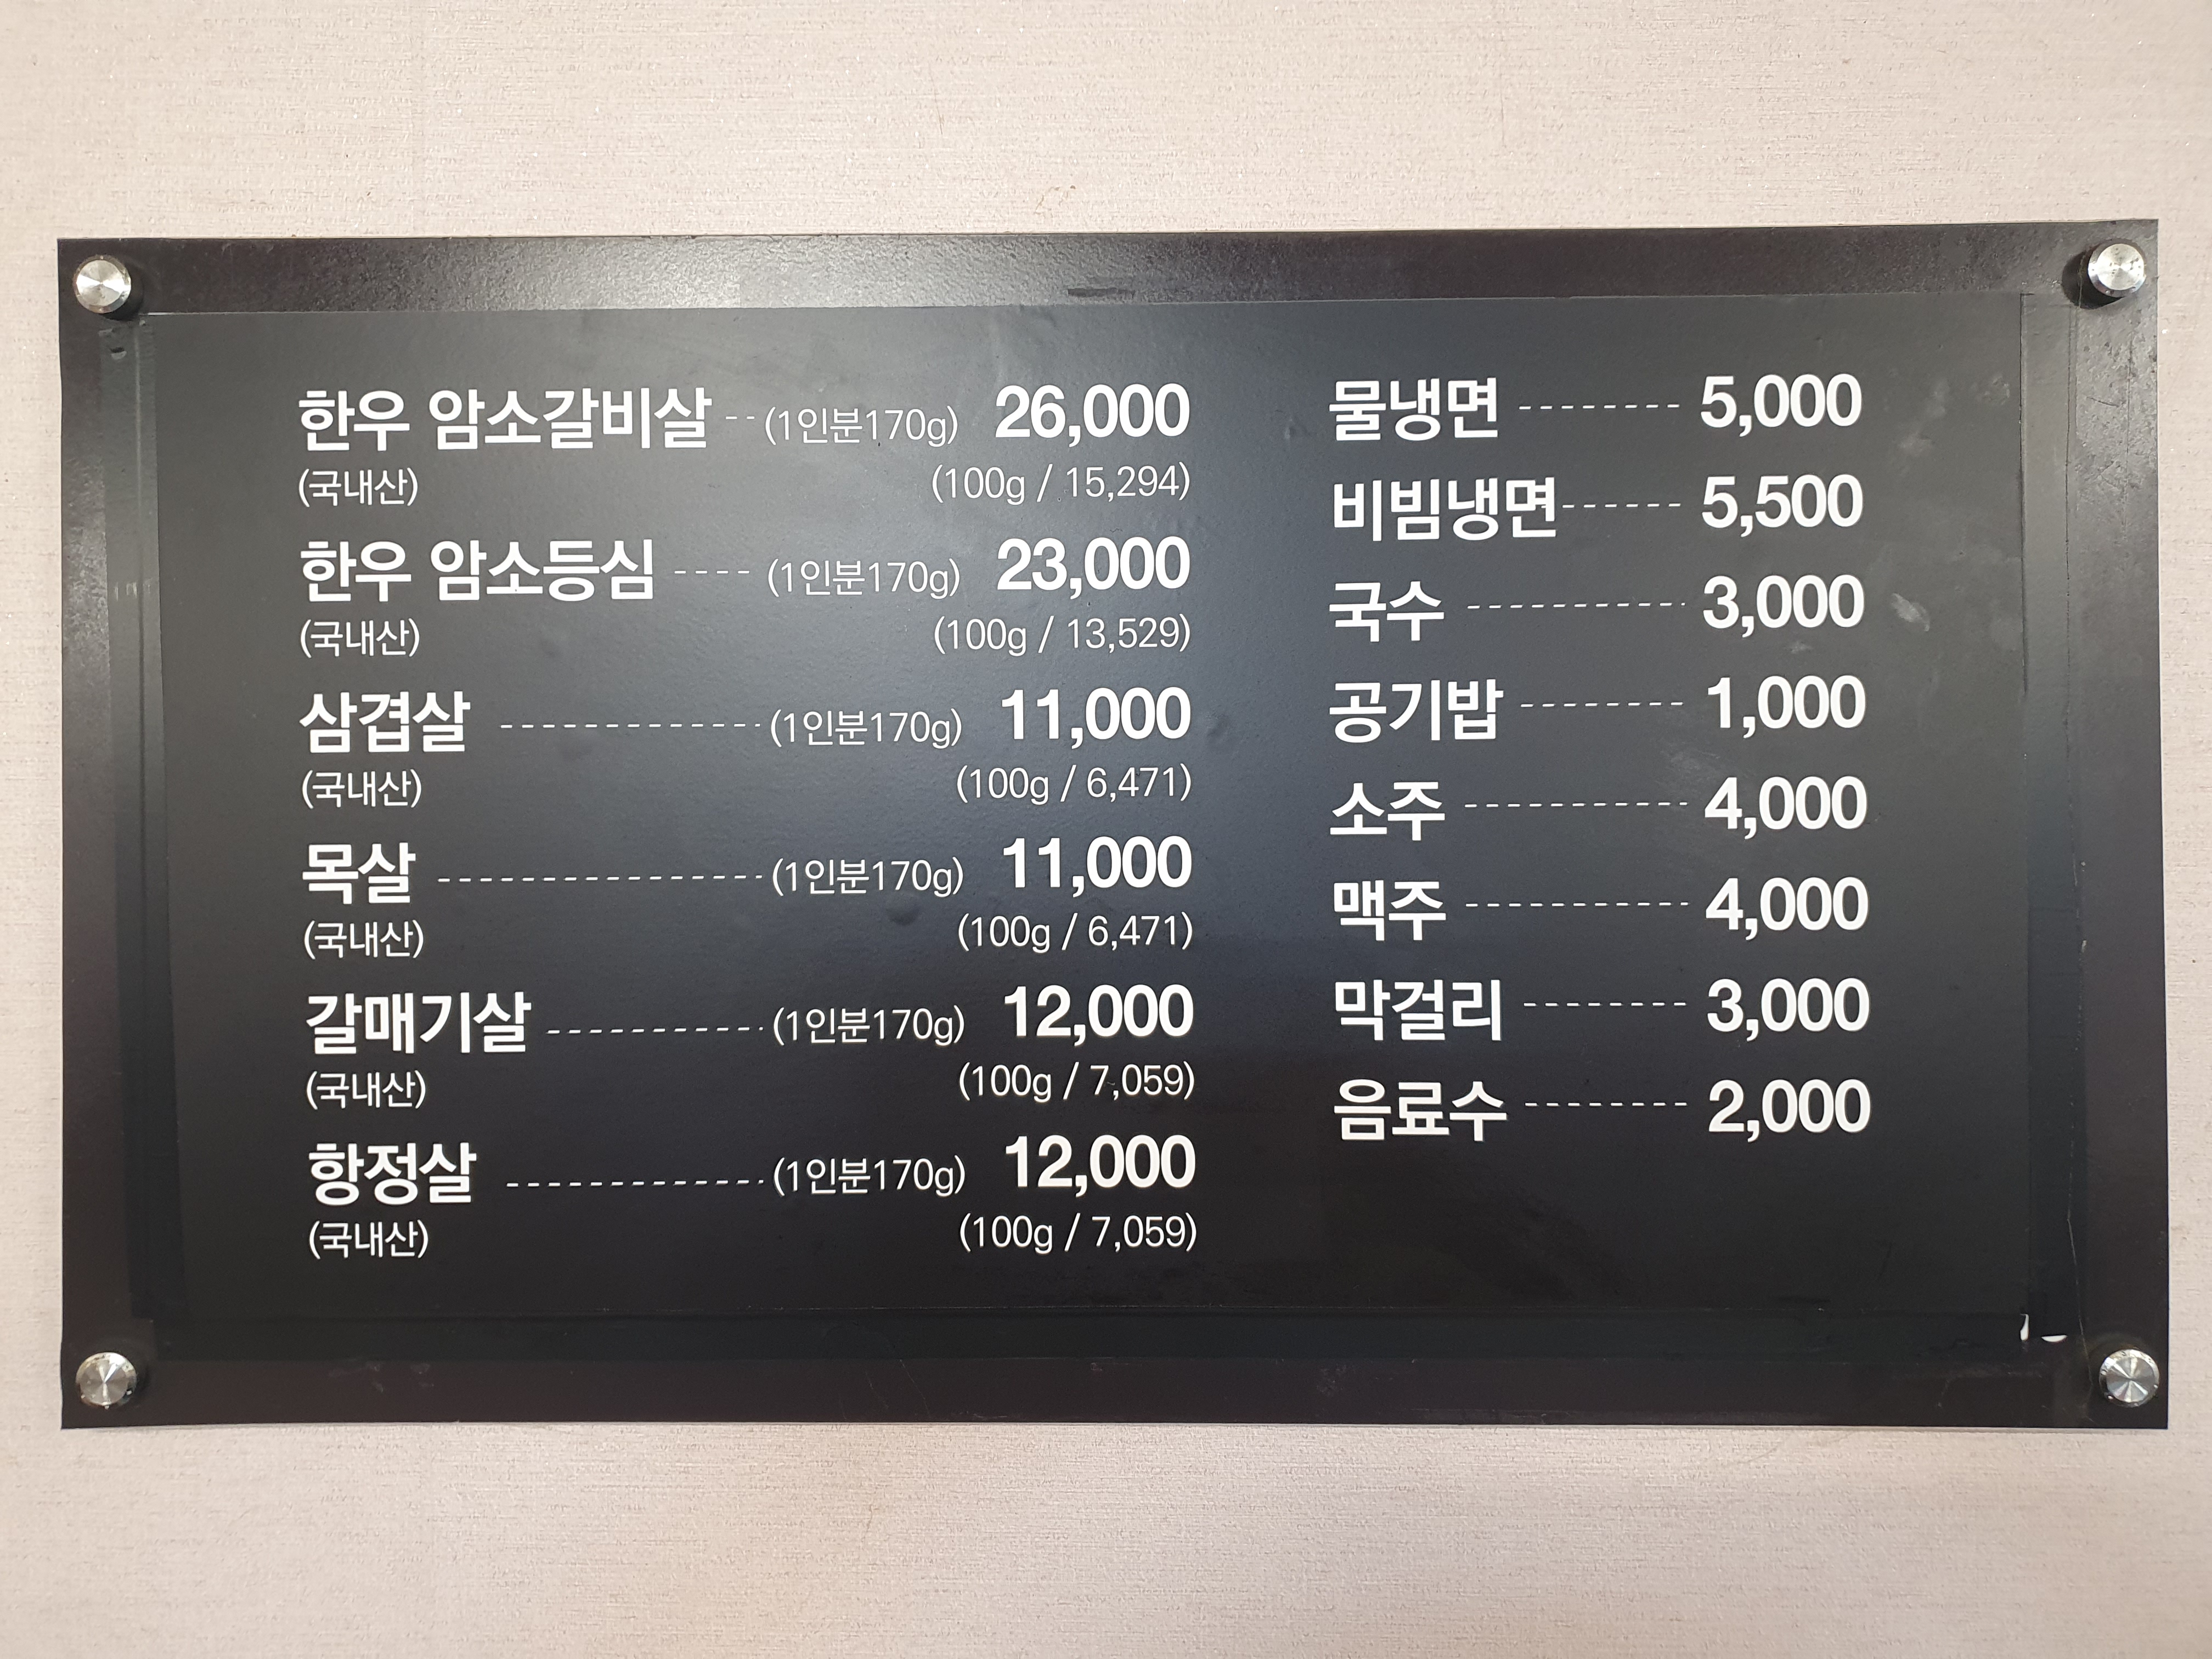 한우 암소갈비살 --(1인분170g) 26,000
(국내산) (100g / 15,294)
한우 암소등심 ---- (1인분170g) 23,000
(국내산) (100g / 13,529)
삼겹살 -------------(1인분170g) 11,000
(국내산) (100g / 6,471)
목살 ----------------(1인분170g) 11,000
(국내산) (100g / 6,471)
갈매기살 -----------(1인분170g) 12,000
(국내산) (100g / 7,059)
항정살 -------------(1인분170g) 12,000
(국내산) (100g / 7,059)
물냉면 -------- 5,000
비빔냉면------ 5,500
국수 ----------- 3,000
공기밥 -------- 1,000
소주 ----------- 4,000
맥주 ----------- 4,000
막걸리 -------- 3,000
음료수 -------- 2,000